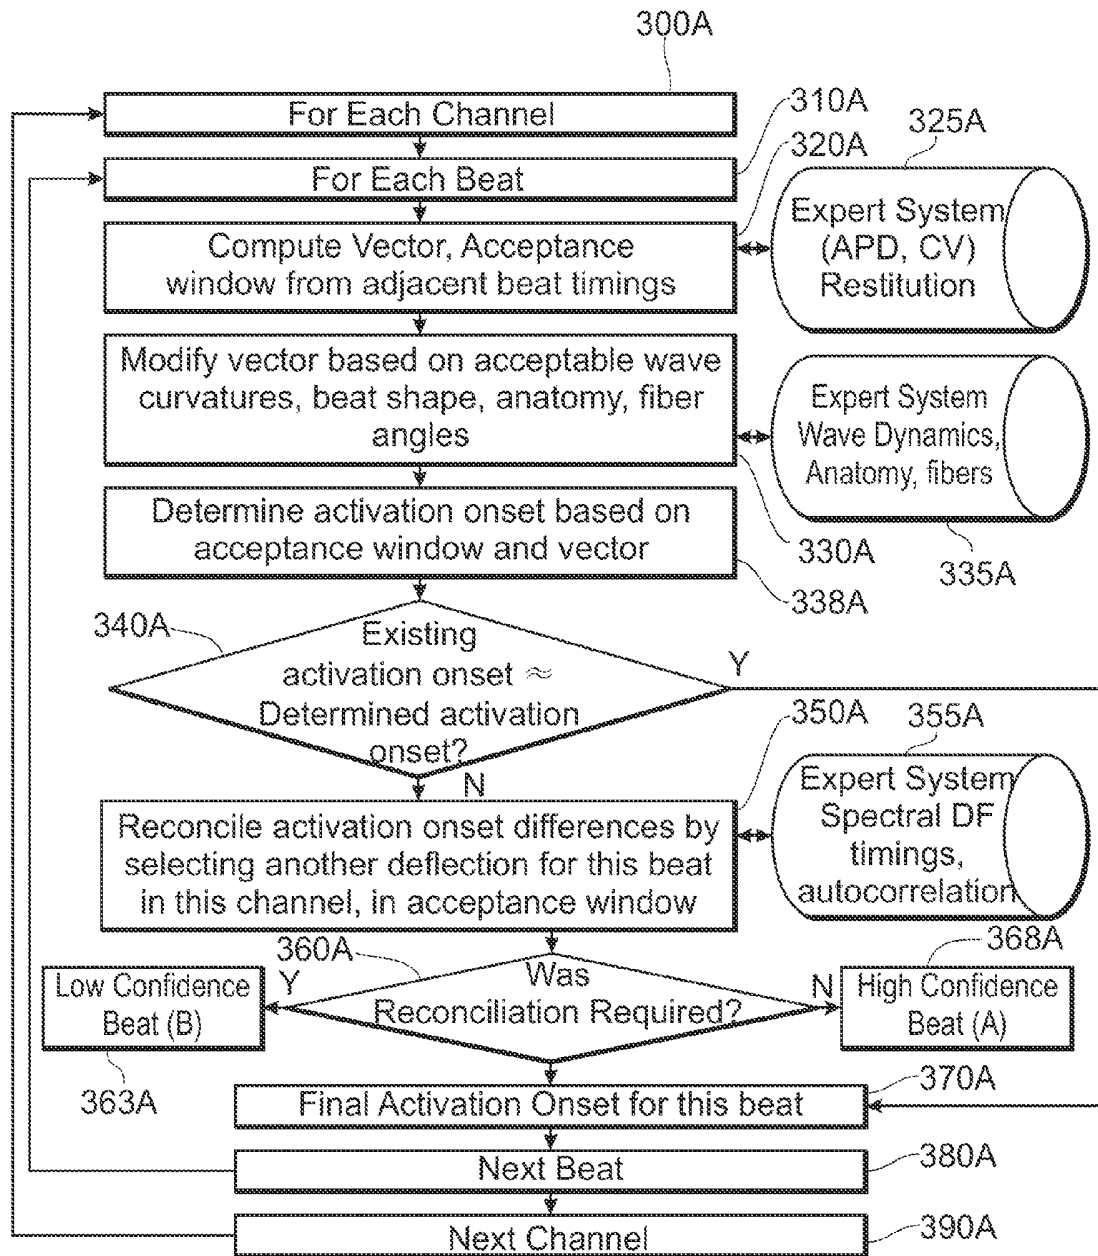 300A
For Each Channel
310A
For Each Beat
320A
325A
Compute Vector, Acceptance
window from adjacent beat timings
Expert System
(APD, CV)
Restitution
Modify vector based on acceptable wave
curvatures, beat shape, anatomy, fiber
angles
Expert System
Wave Dynamics,
Anatomy, fibers
330A
335A
Determine activation onset based on
acceptance window and vector
338A
340A
Existing
activation onset ≈
Determined activation
onset?
Y
N
350A
355A
Reconcile activation onset differences by
selecting another deflection for this beat
in this channel, in acceptance window
Expert System
Spectral DF
timings,
autocorrelation
360A
368A
Was
Reconciliation Required?
Y
N
Low Confidence
Beat (B)
363A
High Confidence
Beat (A)
370A
Final Activation Onset for this beat
Next Beat
380A
Next Channel
390A